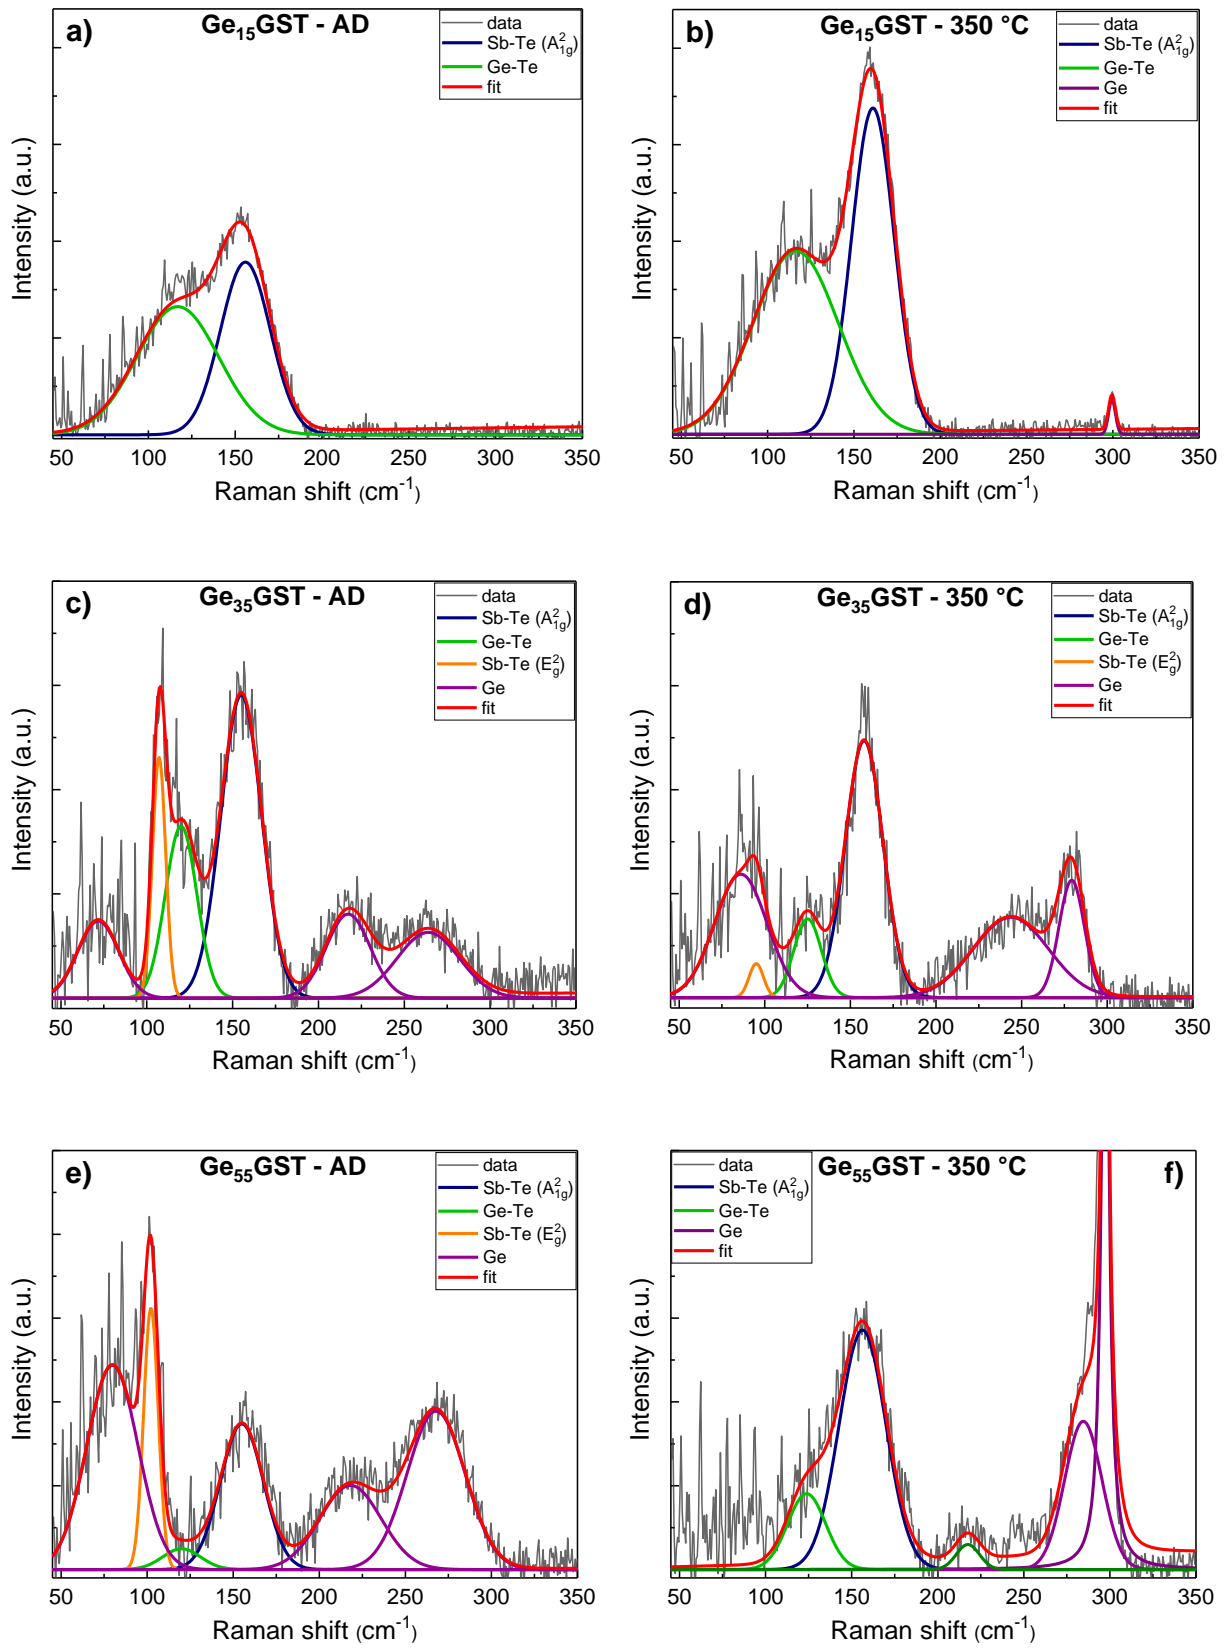 a) Ge₁₅GST - AD
data
Sb-Te (A²₁g)
Ge-Te
fit
Intensity (a.u.)
50 100 150 200 250 300 350
Raman shift (cm⁻¹)
b) Ge₁₅GST - 350 °C
data
Sb-Te (A²₁g)
Ge-Te
Ge
fit
Intensity (a.u.)
50 100 150 200 250 300 350
Raman shift (cm⁻¹)
c) Ge₃₅GST - AD
data
Sb-Te (A²₁g)
Ge-Te
Sb-Te (E²g)
Ge
fit
Intensity (a.u.)
50 100 150 200 250 300 350
Raman shift (cm⁻¹)
d) Ge₃₅GST - 350 °C
data
Sb-Te (A²₁g)
Ge-Te
Sb-Te (E²g)
Ge
fit
Intensity (a.u.)
50 100 150 200 250 300 350
Raman shift (cm⁻¹)
e) Ge₅₅GST - AD
data
Sb-Te (A²₁g)
Ge-Te
Sb-Te (E²g)
Ge
fit
Intensity (a.u.)
50 100 150 200 250 300 350
Raman shift (cm⁻¹)
Ge₅₅GST - 350 °C f)
data
Sb-Te (A²₁g)
Ge-Te
Ge
fit
Intensity (a.u.)
50 100 150 200 250 300 350
Raman shift (cm⁻¹)